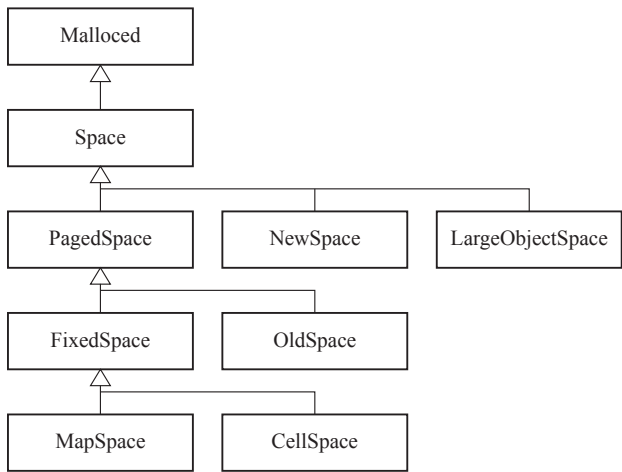 Malloced
Space
PagedSpace
NewSpace
LargeObjectSpace
FixedSpace
OldSpace
MapSpace
CellSpace